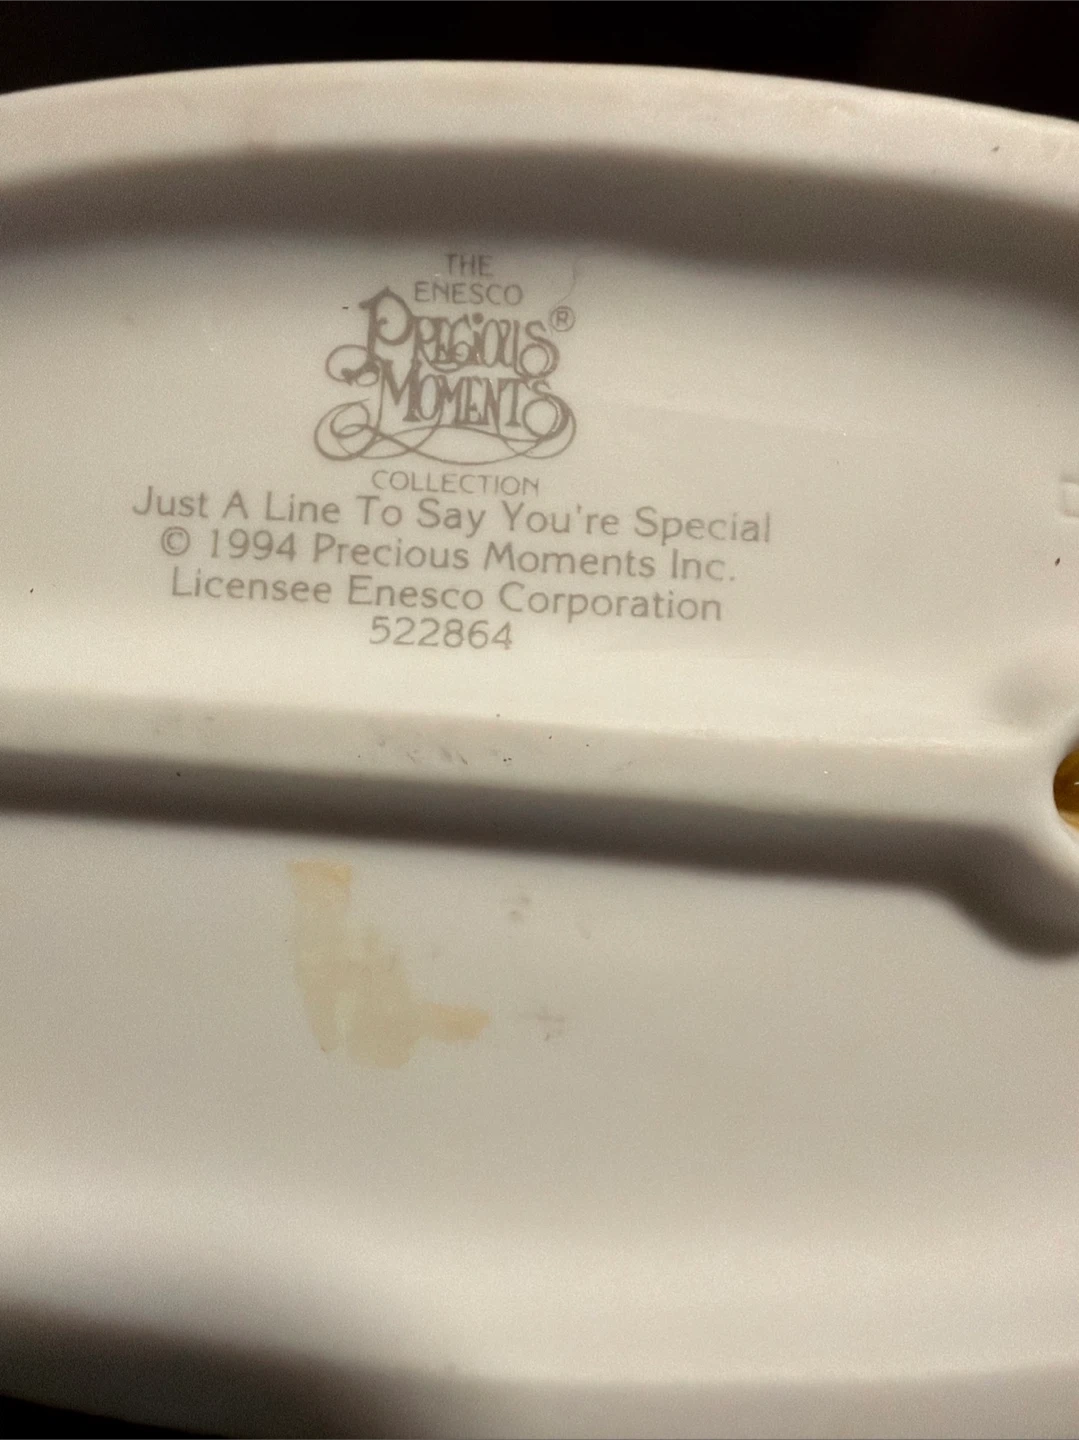 THE
ENESCO
PRECIOUS®
MOMENTS
COLLECTION
Just A Line To Say You're Special
© 1994 Precious Moments Inc.
Licensee Enesco Corporation
522864